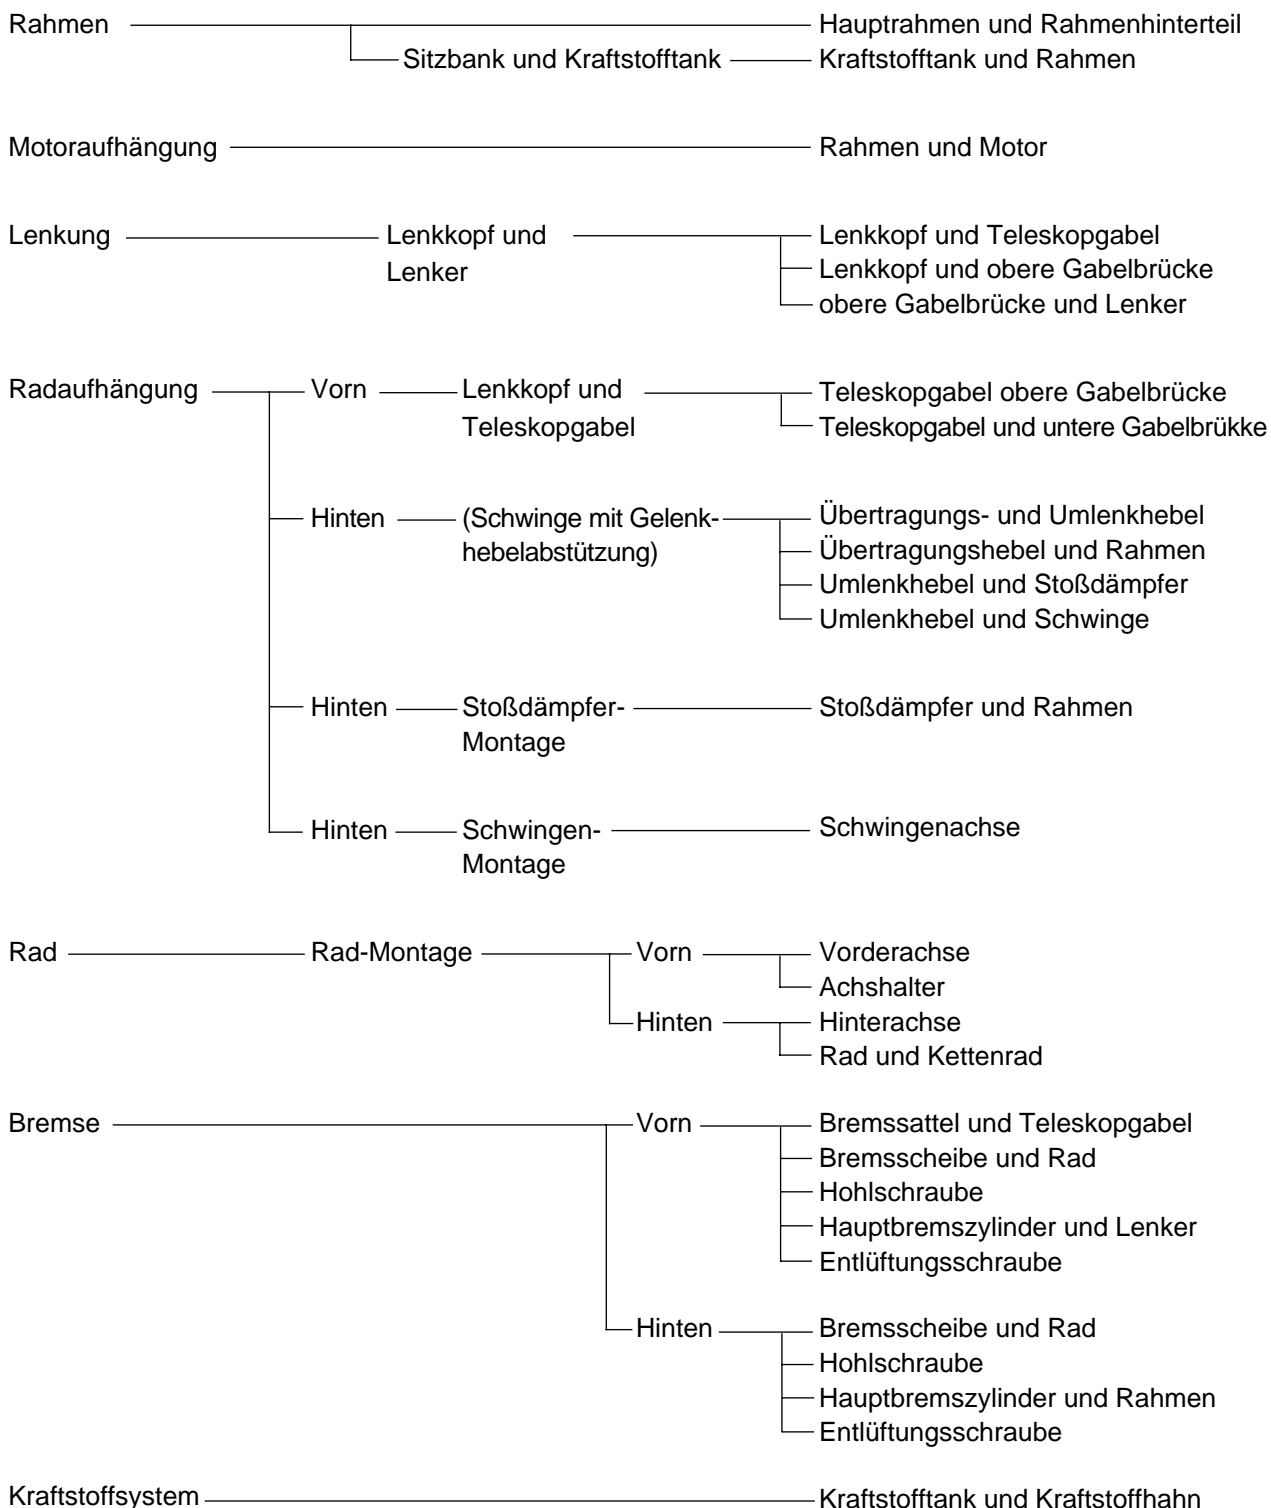 Rahmen Hauptrahmen und Rahmenhinterteil
Sitzbank und Kraftstofftank Kraftstofftank und Rahmen
Motoraufhängung Rahmen und Motor
Lenkung Lenkkopf und Lenkkopf und Teleskopgabel
Lenker Lenkkopf und obere Gabelbrücke
obere Gabelbrücke und Lenker
Radaufhängung Vorn Lenkkopf und Teleskopgabel obere Gabelbrücke
Teleskopgabel Teleskopgabel und untere Gabelbrükke
Hinten (Schwinge mit Gelenk- Übertragungs- und Umlenkhebel
hebelabstützung) Übertragungshebel und Rahmen
Umlenkhebel und Stoßdämpfer
Umlenkhebel und Schwinge
Hinten Stoßdämpfer- Stoßdämpfer und Rahmen
Montage
Hinten Schwingen- Schwingenachse
Montage
Rad Rad-Montage Vorn Vorderachse
Achshalter
Hinten Hinterachse
Rad und Kettenrad
Bremse Vorn Bremssattel und Teleskopgabel
Bremsscheibe und Rad
Hohlschraube
Hauptbremszylinder und Lenker
Entlüftungsschraube
Hinten Bremsscheibe und Rad
Hohlschraube
Hauptbremszylinder und Rahmen
Entlüftungsschraube
Kraftstoffsystem Kraftstofftank und Kraftstoffhahn